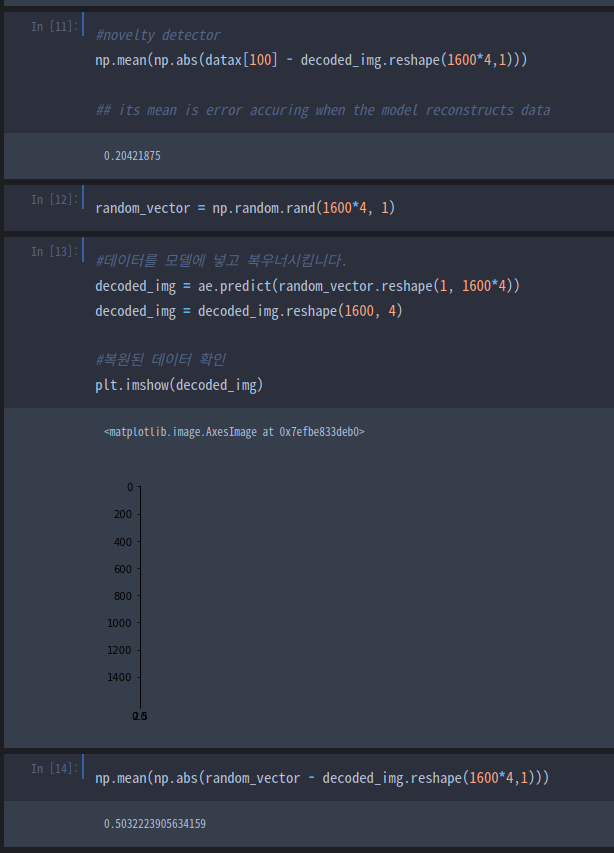 In [11]:
#novelty detector
np.mean(np.abs(datax[100] - decoded_img.reshape(1600*4,1)))
## its mean is error accuring when the model reconstructs data
0.20421875
In [12]:
random_vector = np.random.rand(1600*4, 1)
In [13]:
#데이터를 모델에 넣고 복우너시킵니다.
decoded_img = ae.predict(random_vector.reshape(1, 1600*4))
decoded_img = decoded_img.reshape(1600, 4)
#복원된 데이터 확인
plt.imshow(decoded_img)
<matplotlib.image.AxesImage at 0x7efbe833deb0>
0
200
400
600
800
1000
1200
1400
In [14]:
np.mean(np.abs(random_vector - decoded_img.reshape(1600*4,1)))
0.5032223905634159